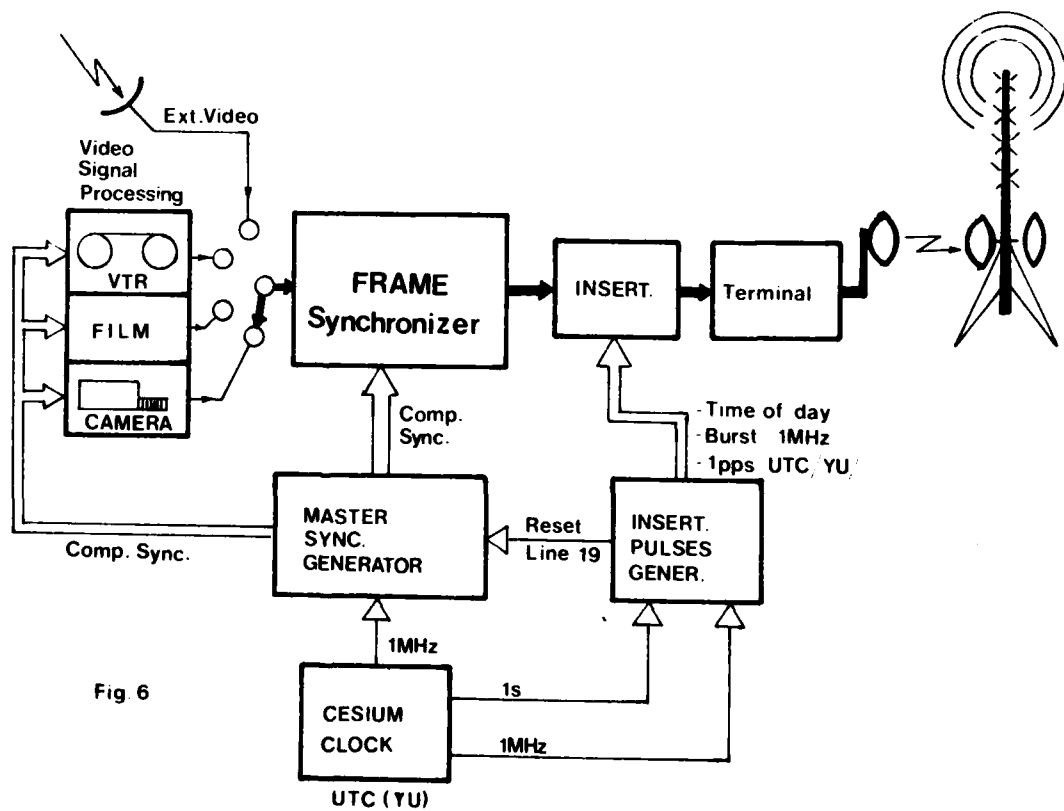 Ext.Video
Video
Signal
Processing
VTR
FILM
CAMERA
FRAME
Synchronizer
INSERT.
Terminal
Comp.
Sync.
- Time of day
- Burst 1MHz
- 1pps UTC/YU/
MASTER
SYNC.
GENERATOR
Reset
Line 19
INSERT.
PULSES
GENER.
Comp. Sync.
1MHz
Fig. 6
CESIUM
CLOCK
1s
1MHz
UTC (YU)